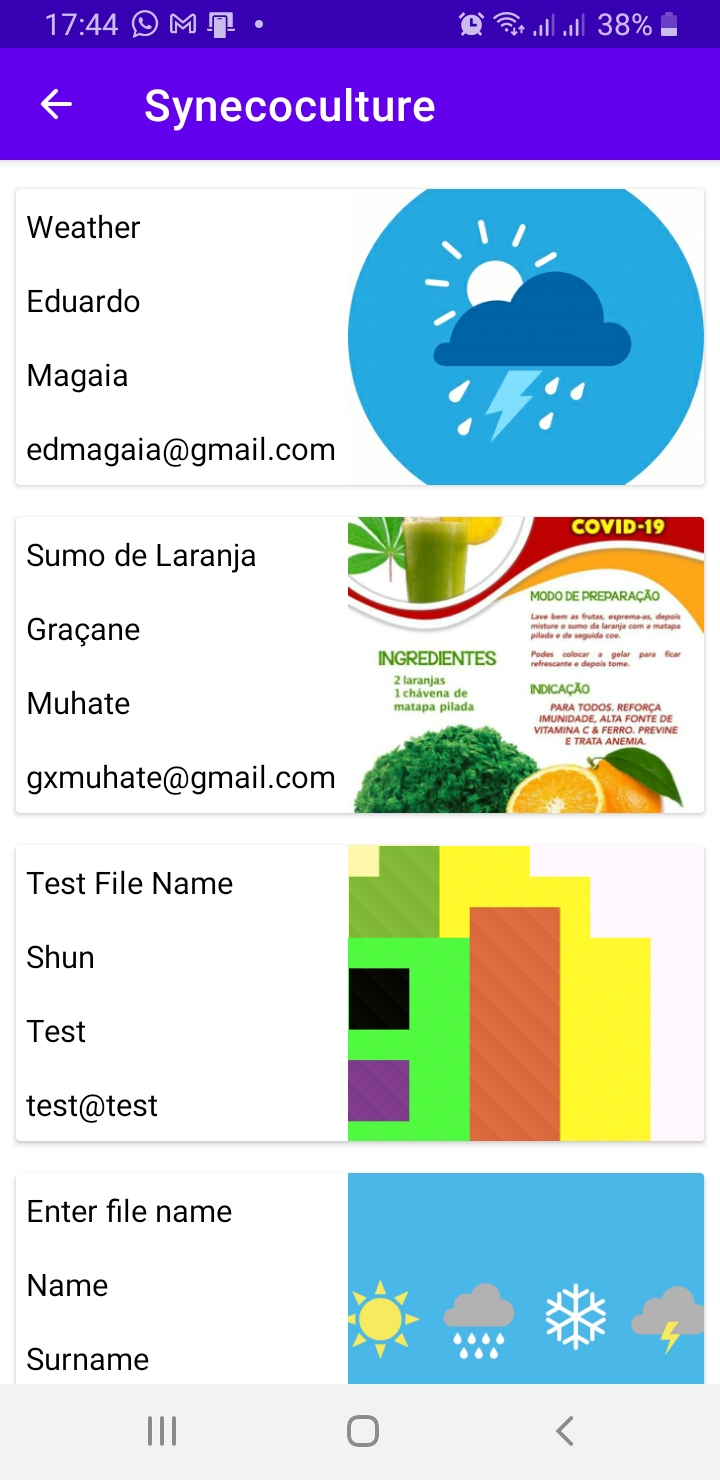 17:44
38%
Synecoculture
Weather
Eduardo
Magaia
edmagaia@gmail.com
Sumo de Laranja
Graçane
Muhate
gxmuhate@gmail.com
COVID-19
MODO DE PREPARAÇÃO
Lave bem as frutas, esprema-as, depois
misture o sumo da laranja com a matapa
pilada e de seguida coe.
Podes colocar a gelar para ficar
refrescante e depois tome.
INGREDIENTES
2 laranjas
1 chávena de
matapa pilada
INDICAÇÃO
PARA TODOS. REFORÇA
IMUNIDADE, ALTA FONTE DE
VITAMINA C & FERRO. PREVINE
E TRATA ANEMIA.
Test File Name
Shun
Test
test@test
Enter file name
Name
Surname